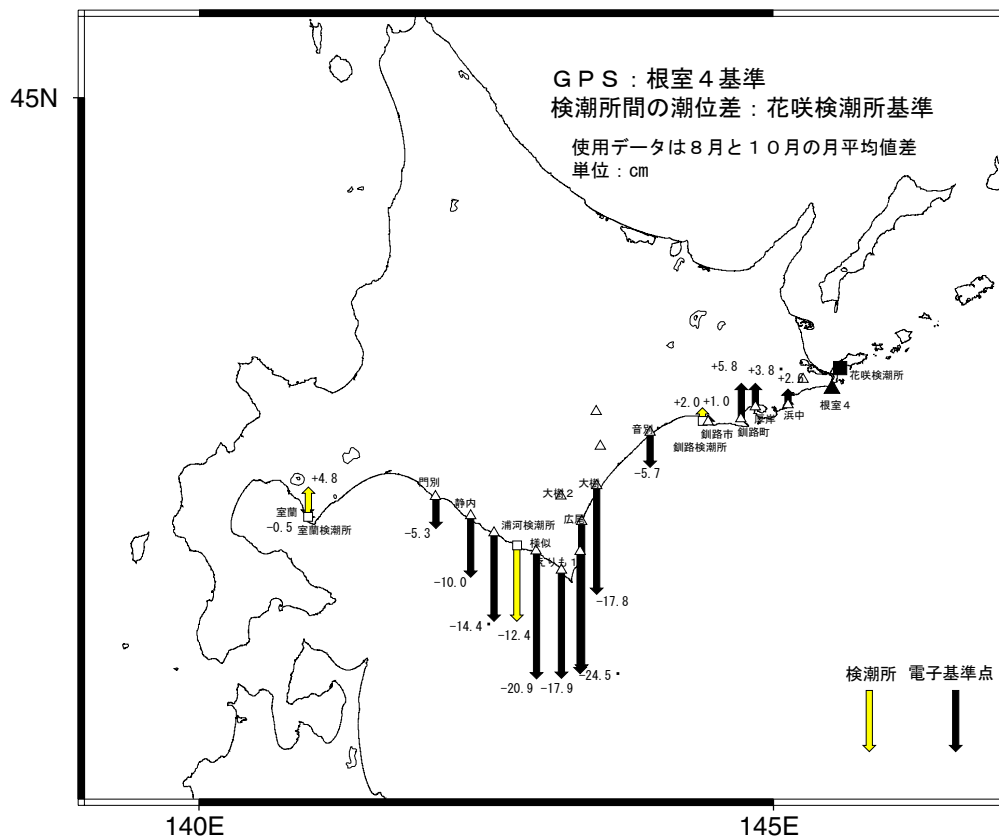 GPS:根室4基準
45N
検潮所間の潮位差:花咲検潮所基準
使用データは8月と10月の月平均値差
単位:cm
+5.8
+3.8
花咲検潮所
根室4
+2.0
+1.0
浜中
厚岸
釧路市
釧路町
釧路検潮所
音別
-5.7
+4.8
門別
大樹2
大樹
室蘭
静内
-0.5
室蘭検潮所
浦河検潮所
広尾
-5.3
様似
えりも1
-10.0
-17.8
-14.4
-12.4
-24.5
-20.9
-17.9
検潮所
電子基準点
140E
145E